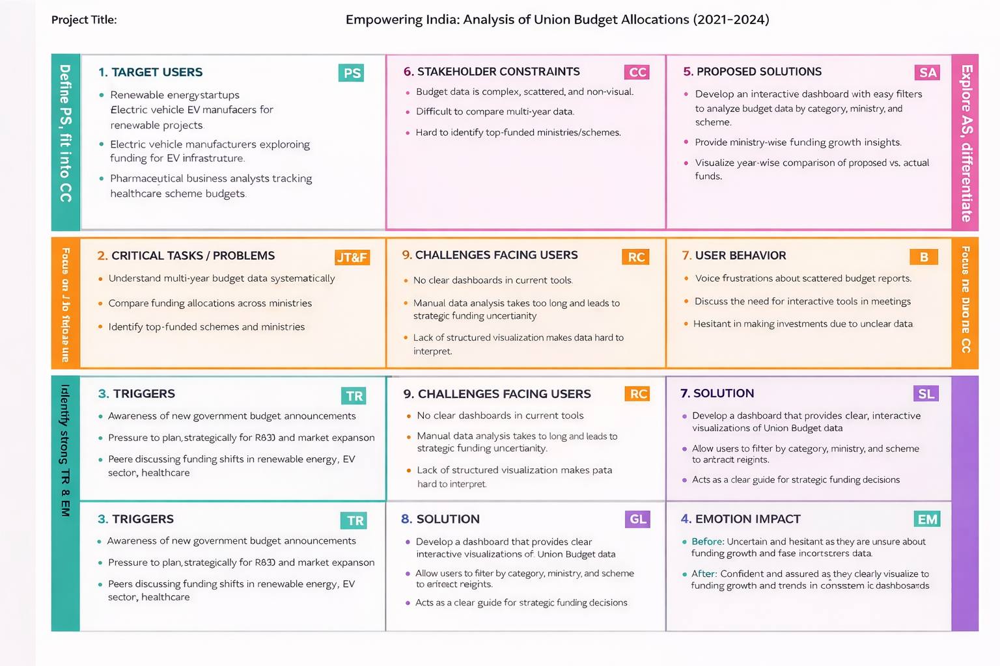 Project Title:
Empowering India: Analysis of Union Budget Allocations (2021–2024)
Define PS, fit into CC
1. TARGET USERS
PS
• Renewable energystartups
Electric vehicle EV manufacers for
renewable projects.
• Electric vehicle manufacturers exploroing
funding for EV infrastruture.
• Pharmaceutical business analysts tracking
healthcare scheme budgets.
6. STAKEHOLDER CONSTRAINTS
CC
• Budget data is complex, scattered, and non-visual.
• Difficult to compare multi-year data.
• Hard to identify top-funded ministries/schemes.
5. PROPOSED SOLUTIONS
SA
• Develop an interactive dashboard with easy filters
to analyze budget data by category, ministry, and
scheme.
• Provide ministry-wise funding growth insights.
• Visualize year-wise comparison of proposed vs. actual
funds.
Explore AS, differentiate
Focus on
2. CRITICAL TASKS / PROBLEMS
JT&F
• Understand multi-year budget data systematically
• Compare funding allocations across ministries
• Identify top-funded schemes and ministries
9. CHALLENGES FACING USERS
RC
• No clear dashboards in current tools.
• Manual data analysis takes too long and leads to
strategic funding uncertianity
• Lack of structured visualization makes data hard to
interpret.
7. USER BEHAVIOR
B
• Voice frustrations about scattered budget reports.
• Discuss the need for interactive tools in meetings
• Hesitant in making investments due to unclear data
Focus CC
Identify strong TR & EM
3. TRIGGERS
TR
• Awareness of new government budget announcements
• Pressure to plan, strategically for and market expanson
• Peere discussing funding shifts in renewable energy, EV
sector, healthcare
9. CHALLENGES FACING USERS
RC
• No clear dashboards in current tools
• Manual data analysis takes to long and leads to
strategic funding uncertianity.
• Lack of structured visualization makes pata
hard to interpret.
7. SOLUTION
SL
• Develop a dashboard that provides clear, interactive
visualizations of Union Budget data
• Allow users to filter by category, ministry, and scheme
to
• Acts as a clear guide for strategic funding decisions
3. TRIGGERS
TR
• Awareness of new government budget announcements
• Pressure to plan, strategically for and market expanson
• Peers discussing funding shifts in renewable energy, EV
sector, healthcare
8. SOLUTION
GL
• Develop a dashboard that provides clear
interactive visualizations of. Union Budget data
• Allow users to filter by category, ministry, and scheme
to
• Acts as a clear guide for strategic funding decisions
4. EMOTION IMPACT
EM
• Before: Uncertain and hesitant as they are unsure about
funding growth and fase data.
• After: Confident and assured as they clearly visualize to
funding growth and trends in